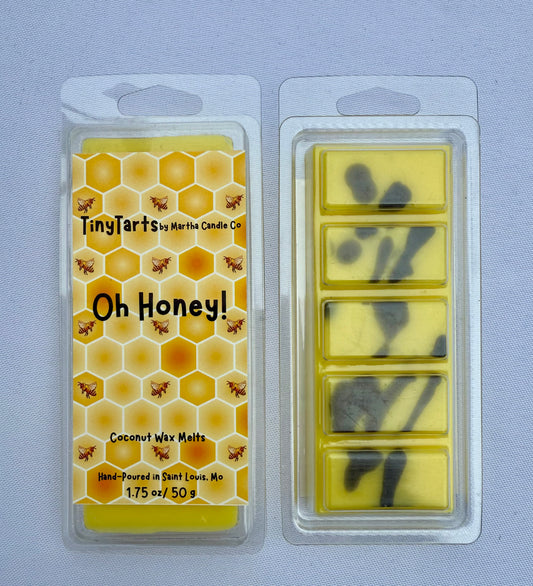 TinyTarts by Martha Candle Co
Oh Honey!
Coconut Wax Melts
Hand-Poured in Saint Louis, Mo
1.75 oz/ 50 g